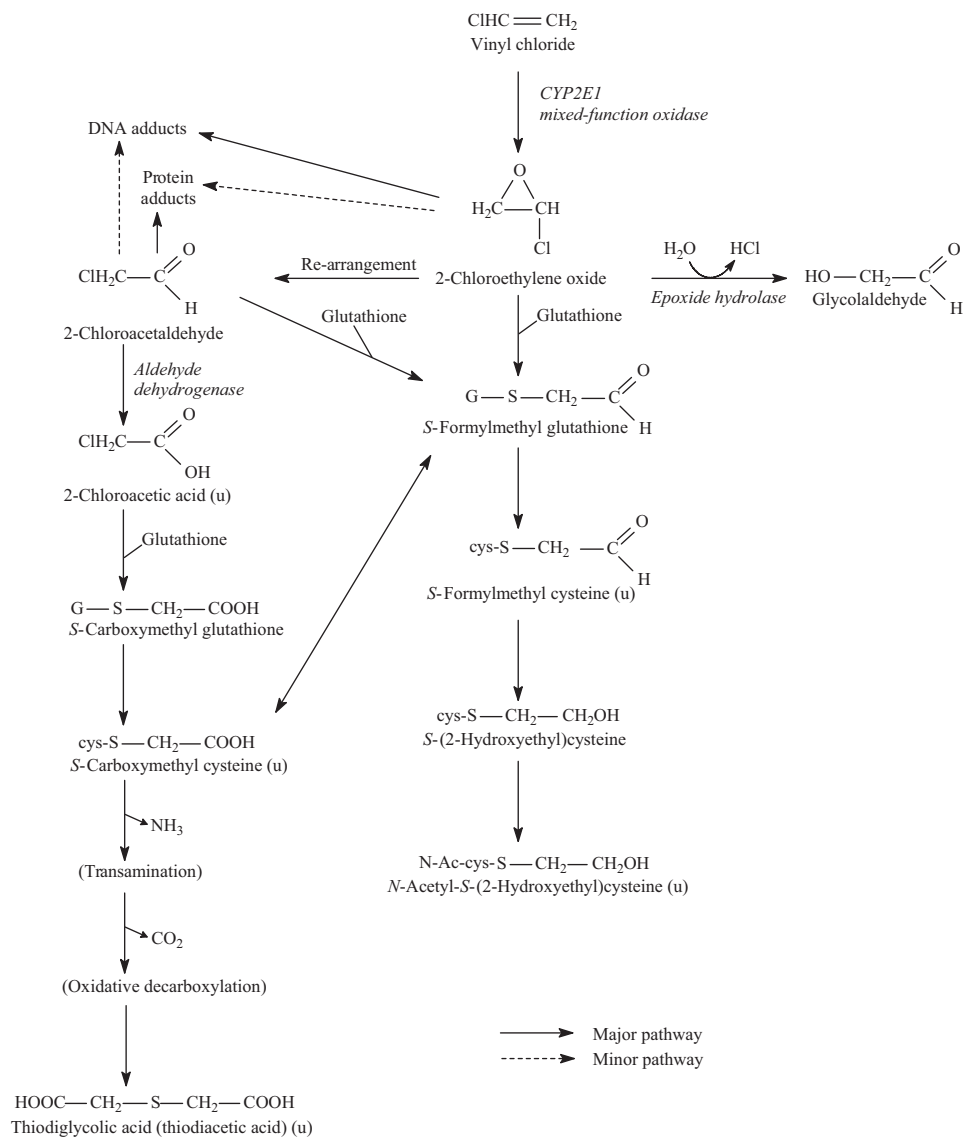 ClHC=CH₂
Vinyl chloride
CYP2E1
mixed-function oxidase
DNA adducts
Protein
adducts
O
H₂C—CH
Cl
2-Chloroethylene oxide
Re-arrangement
H₂O
HCl
Epoxide hydrolase
HO—CH₂—C
O
H
Glycolaldehyde
ClH₂C—C
O
H
2-Chloroacetaldehyde
Glutathione
Glutathione
Aldehyde
dehydrogenase
G—S—CH₂—C
O
H
S-Formylmethyl glutathione
ClH₂C—C
O
OH
2-Chloroacetic acid (u)
Glutathione
cys-S—CH₂—C
O
H
S-Formylmethyl cysteine (u)
G—S—CH₂—COOH
S-Carboxymethyl glutathione
cys-S—CH₂—CH₂OH
S-(2-Hydroxyethyl)cysteine
cys-S—CH₂—COOH
S-Carboxymethyl cysteine (u)
NH₃
(Transamination)
N-Ac-cys-S—CH₂—CH₂OH
N-Acetyl-S-(2-Hydroxyethyl)cysteine (u)
CO₂
(Oxidative decarboxylation)
Major pathway
Minor pathway
HOOC—CH₂—S—CH₂—COOH
Thiodiglycolic acid (thiodiacetic acid) (u)